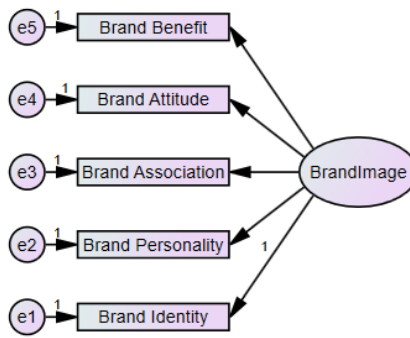 e5
1
Brand Benefit
e4
1
Brand Attitude
e3
1
Brand Association
BrandImage
e2
1
Brand Personality
1
e1
1
Brand Identity